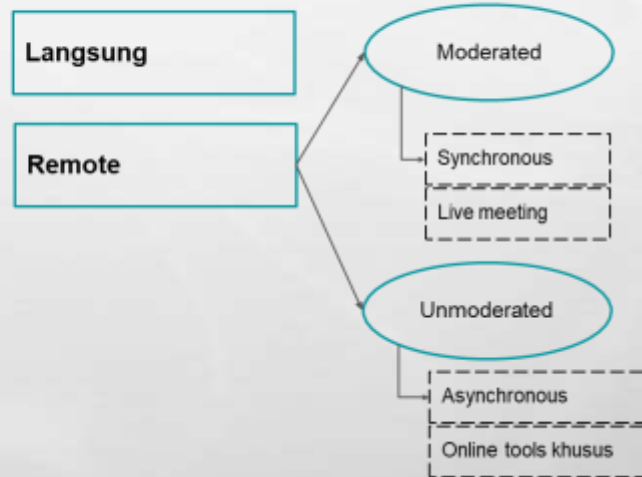 Langsung
Remote
Moderated
Synchronous
Live meeting
Unmoderated
Asynchronous
Online tools khusus